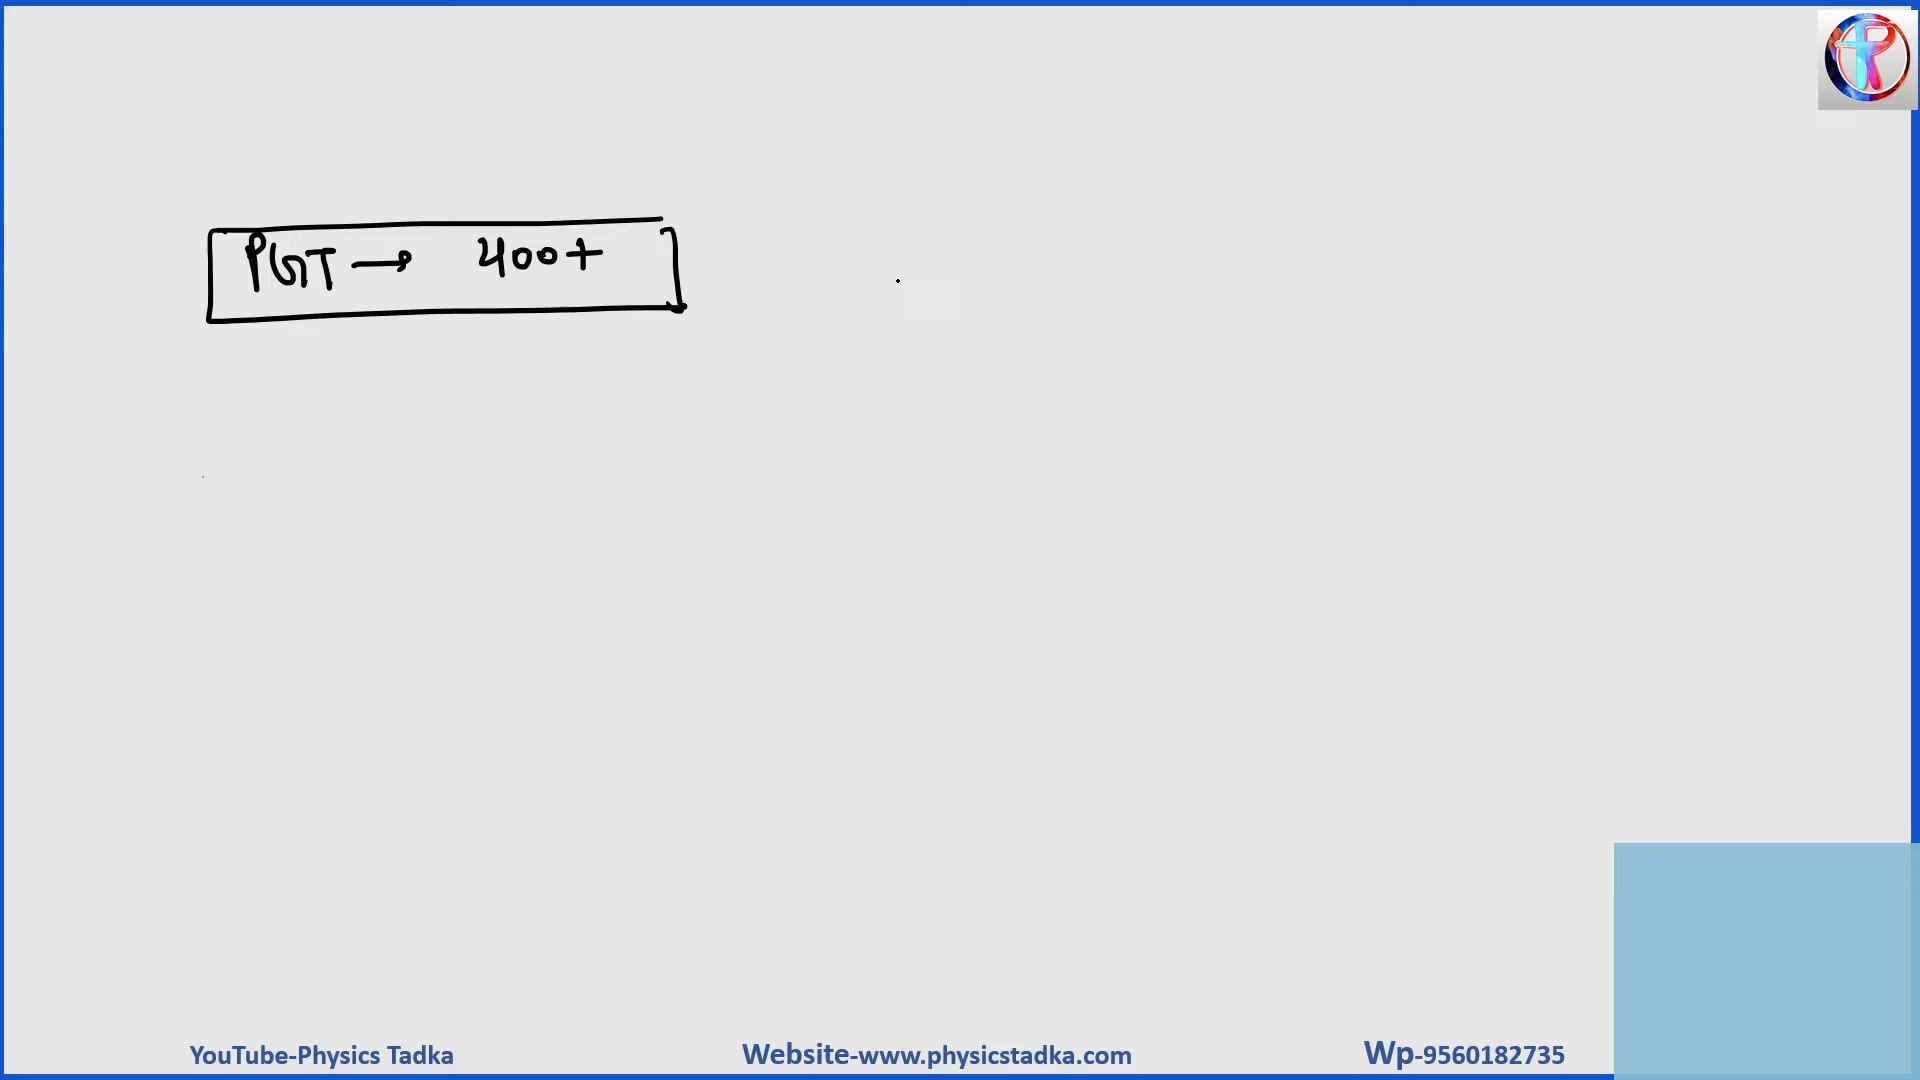 PGT → 400+
YouTube-Physics Tadka Website-www.physicstadka.com Wp-9560182735